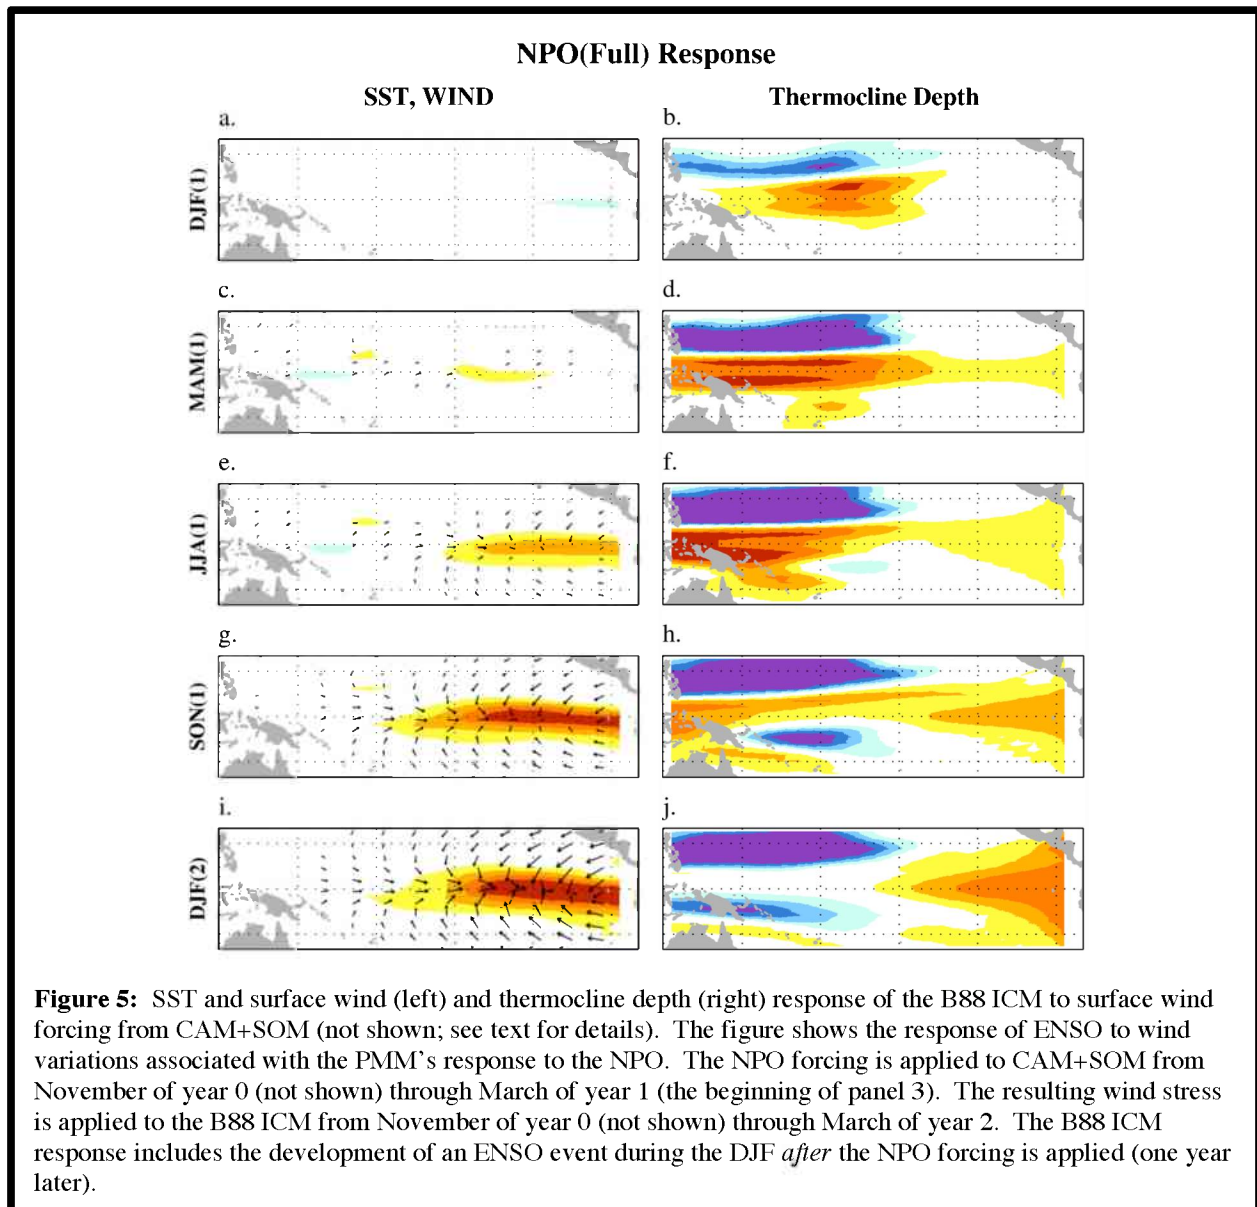 NPO(Full) Response
SST, WIND
Thermocline Depth
a.
b.
DJF(1)
c.
d.
MAM(1)
e.
f.
JJA(1)
g.
h.
SON(1)
i.
j.
DJF(2)
Figure 5: SST and surface wind (left) and thermocline depth (right) response of the B88 ICM to surface wind
forcing from CAM+SOM (not shown; see text for details). The figure shows the response of ENSO to wind
variations associated with the PMM's response to the NPO. The NPO forcing is applied to CAM+SOM from
November of year 0 (not shown) through March of year 1 (the beginning of panel 3). The resulting wind stress
is applied to the B88 ICM from November of year 0 (not shown) through March of year 2. The B88 ICM
response includes the development of an ENSO event during the DJF after the NPO forcing is applied (one year
later).